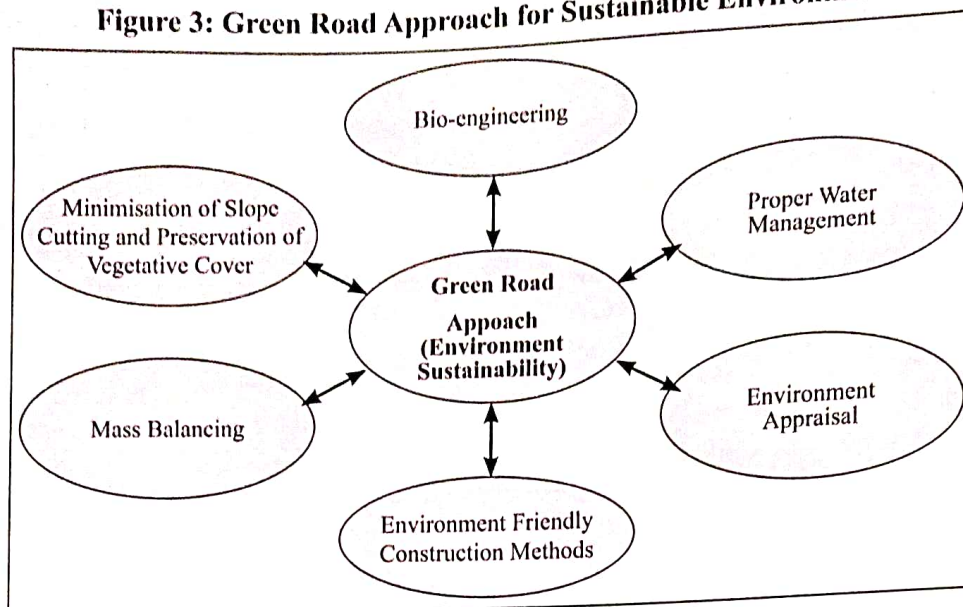 Figure 3: Green Road Approach for Sustainable
Bio-engineering
Minimisation of Slope
Cutting and Preservation of
Vegetative Cover
Proper Water
Management
Green Road
Appoach
(Environment
Sustainability)
Mass Balancing
Environment
Appraisal
Environment Friendly
Construction Methods